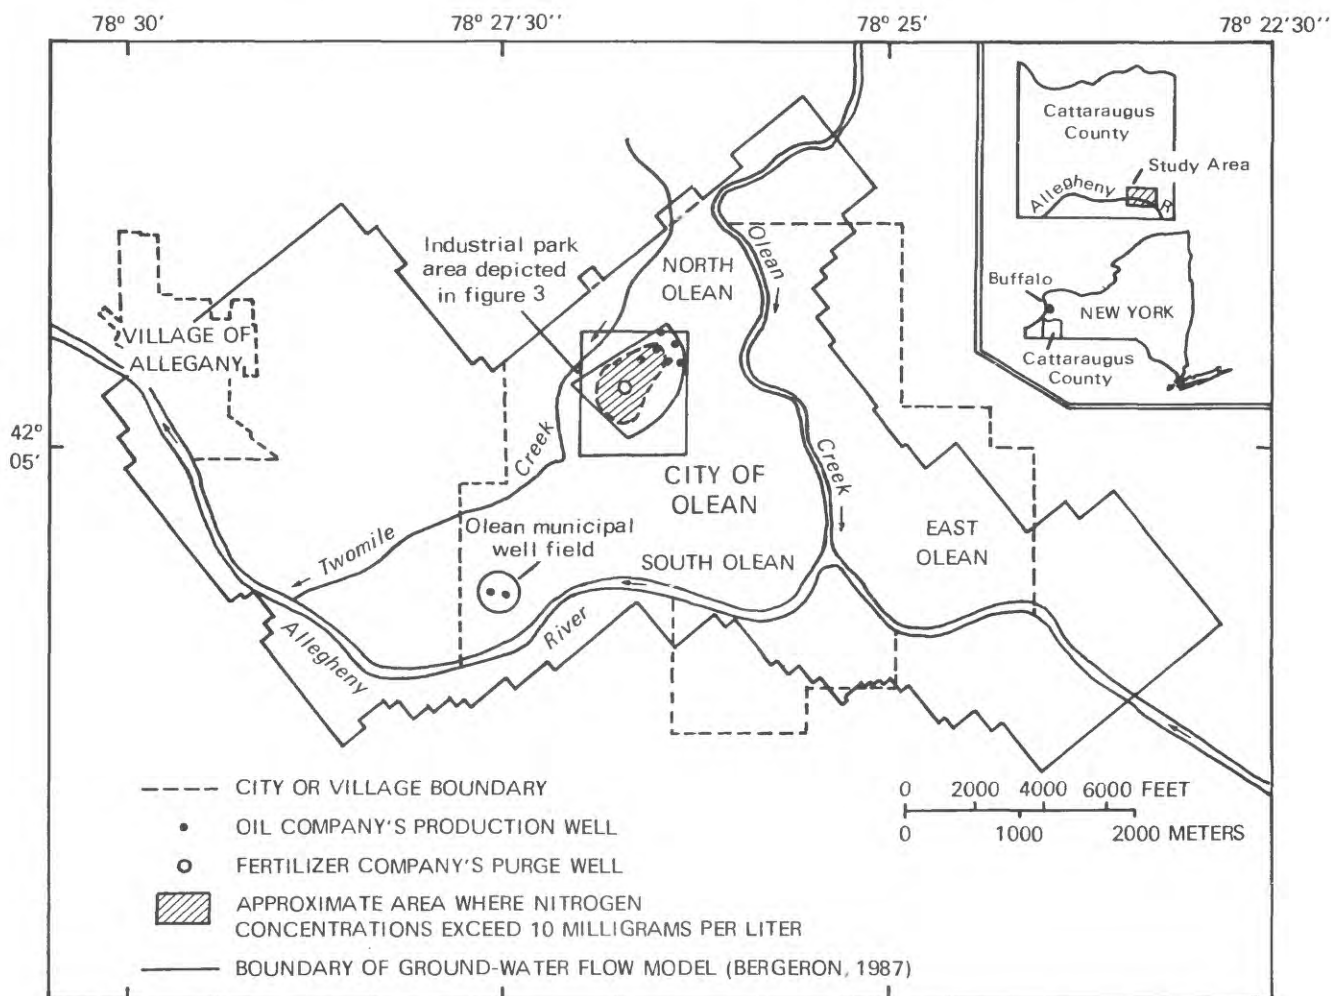 78° 30'
78° 27'30''
78° 25'
78° 22'30''
Cattaraugus
County
Study Area
Allegheny
R
Buffalo
NEW YORK
Cattaraugus
County
Industrial park
area depicted
in figure 3
NORTH
OLEAN
Olean
Creek
VILLAGE OF
ALLEGANY
42°
05'
Creek
Twomile
CITY OF
OLEAN
Olean municipal
well field
SOUTH OLEAN
EAST
OLEAN
Allegheny
River
CITY OR VILLAGE BOUNDARY
OIL COMPANY'S PRODUCTION WELL
FERTILIZER COMPANY'S PURGE WELL
APPROXIMATE AREA WHERE NITROGEN
CONCENTRATIONS EXCEED 10 MILLIGRAMS PER LITER
BOUNDARY OF GROUND-WATER FLOW MODEL (BERGERON, 1987)
0 2000 4000 6000 FEET
0 1000 2000 METERS